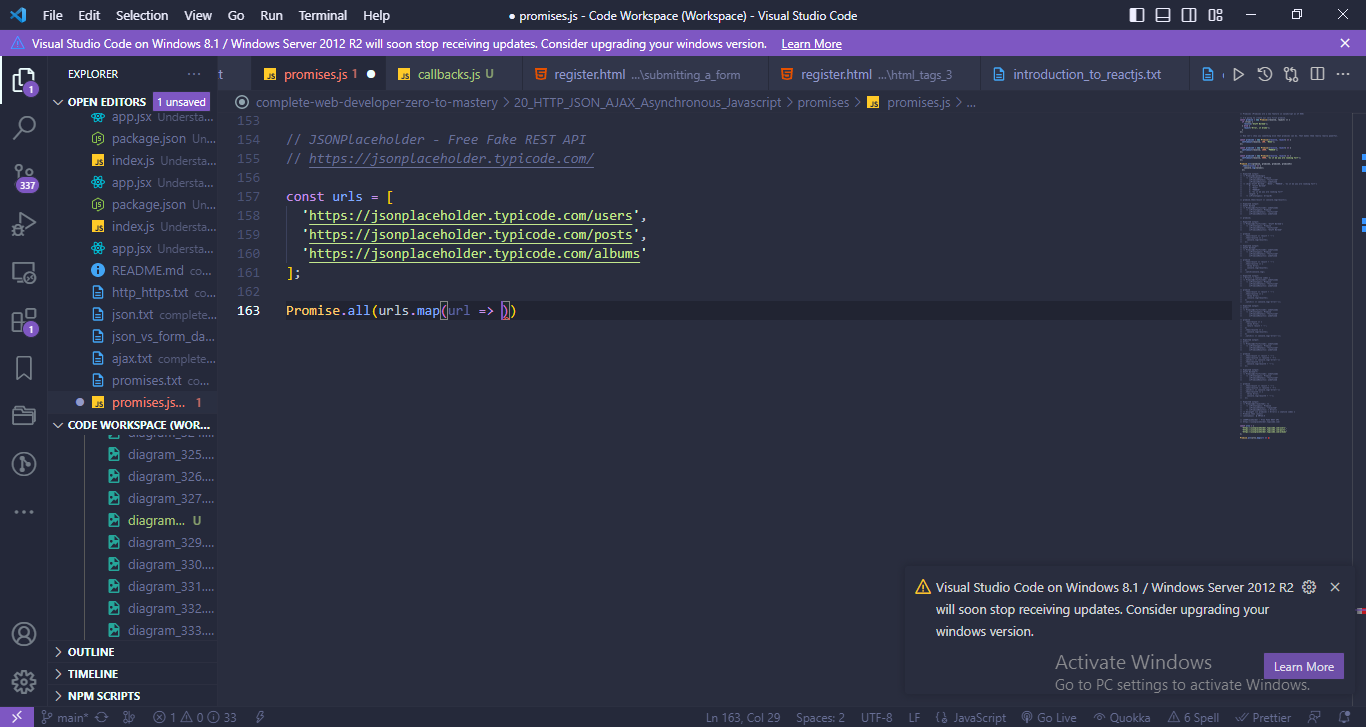 File Edit Selection View Go Run Terminal Help
● promises.js - Code Workspace (Workspace) - Visual Studio Code
Visual Studio Code on Windows 8.1 / Windows Server 2012 R2 will soon stop receiving updates. Consider upgrading your windows version. Learn More
EXPLORER
t promises.js 1 callbacks.js U register.html ...\submitting_a_form register.html ...\html_tags_3 introduction_to_reactjs.txt
OPEN EDITORS 1 unsaved
complete-web-developer-zero-to-mastery > 20_HTTP_JSON_AJAX_Asynchronous_Javascript > promises > promises.js > ...
app.jsx Understa...
package.json Un...
index.js Understa...
app.jsx Understa...
package.json Un...
index.js Understa...
app.jsx Understa...
README.md co...
http_https.txt co...
json.txt complete...
json_vs_form_da...
ajax.txt complete...
promises.txt co...
promises.js... 1
CODE WORKSPACE (WOR...
diagram_324....
diagram_325....
diagram_326....
diagram_327....
diagram... U
diagram_329....
diagram_330....
diagram_331....
diagram_332....
diagram_333....
OUTLINE
TIMELINE
NPM SCRIPTS
1
337
1
153
154 // JSONPlaceholder - Free Fake REST API
155 // https://jsonplaceholder.typicode.com/
156
157 const urls = [
158 'https://jsonplaceholder.typicode.com/users',
159 'https://jsonplaceholder.typicode.com/posts',
160 'https://jsonplaceholder.typicode.com/albums'
161 ];
162
163 Promise.all(urls.map(url => ))
Visual Studio Code on Windows 8.1 / Windows Server 2012 R2
will soon stop receiving updates. Consider upgrading your
windows version.
Learn More
Activate Windows
Go to PC settings to activate Windows.
main* 1 0 33 Ln 163, Col 29 Spaces: 2 UTF-8 LF {} JavaScript Go Live Quokka 6 Spell Prettier